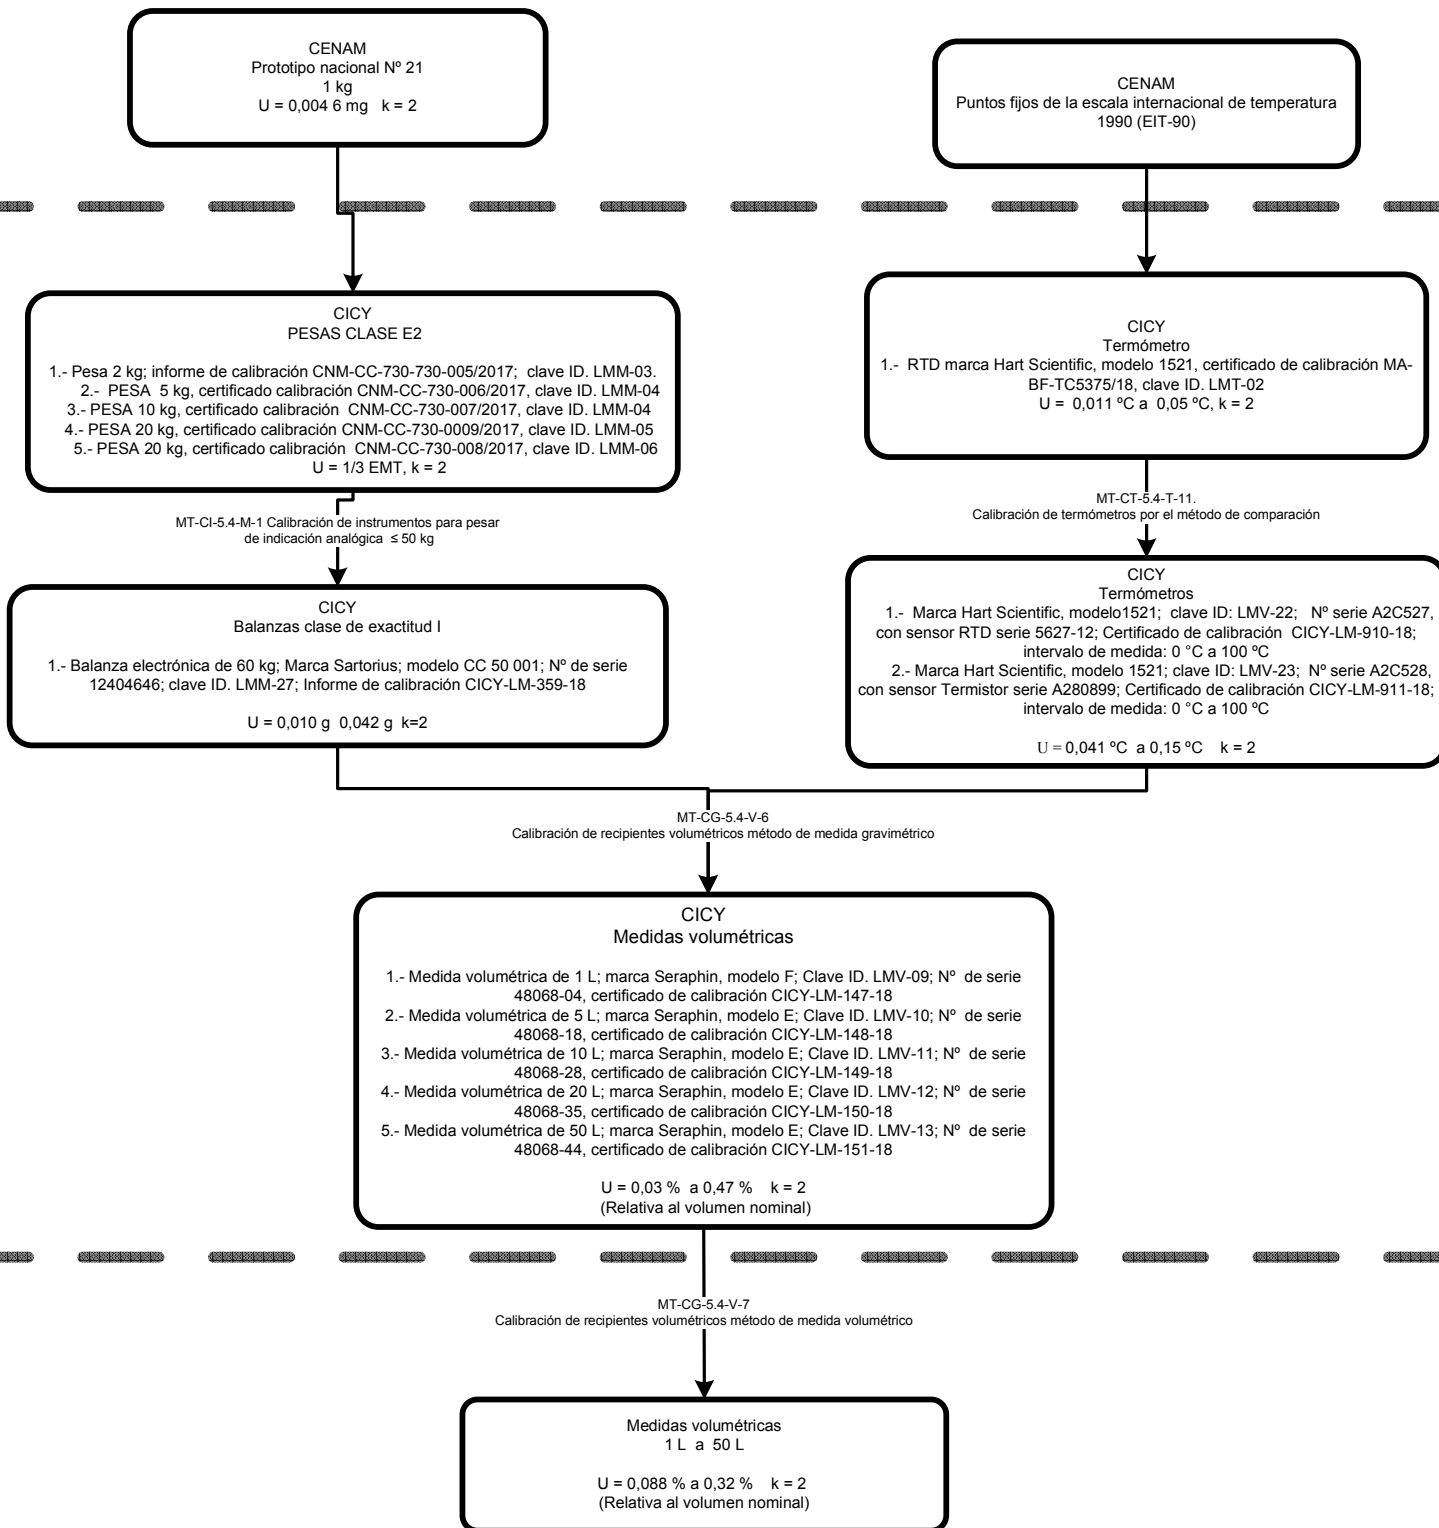 CENAM
Prototipo nacional Nº 21
1 kg
U = 0,004 6 mg k = 2
CENAM
Puntos fijos de la escala internacional de temperatura
1990 (EIT-90)
CICY
PESAS CLASE E2
1.- Pesa 2 kg; informe de calibración CNM-CC-730-730-005/2017; clave ID. LMM-03.
2.- PESA 5 kg, certificado calibración CNM-CC-730-006/2017, clave ID. LMM-04
3.- PESA 10 kg, certificado calibración CNM-CC-730-007/2017, clave ID. LMM-04
4.- PESA 20 kg, certificado calibración CNM-CC-730-0009/2017, clave ID. LMM-05
5.- PESA 20 kg, certificado calibración CNM-CC-730-008/2017, clave ID. LMM-06
U = 1/3 EMT, k = 2
CICY
Termómetro
1.- RTD marca Hart Scientific, modelo 1521, certificado de calibración MA-
BF-TC5375/18, clave ID. LMT-02
U = 0,011 ºC a 0,05 ºC, k = 2
MT-CI-5.4-M-1 Calibración de instrumentos para pesar
de indicación analógica ≤ 50 kg
MT-CT-5.4-T-11.
Calibración de termómetros por el método de comparación
CICY
Balanzas clase de exactitud I
1.- Balanza electrónica de 60 kg; Marca Sartorius; modelo CC 50 001; Nº de serie
12404646; clave ID. LMM-27; Informe de calibración CICY-LM-359-18
U = 0,010 g 0,042 g k=2
CICY
Termómetros
1.- Marca Hart Scientific, modelo1521; clave ID: LMV-22; Nº serie A2C527,
con sensor RTD serie 5627-12; Certificado de calibración CICY-LM-910-18;
intervalo de medida: 0 °C a 100 ºC
2.- Marca Hart Scientific, modelo 1521; clave ID: LMV-23; Nº serie A2C528,
con sensor Termistor serie A280899; Certificado de calibración CICY-LM-911-18;
intervalo de medida: 0 °C a 100 ºC
U = 0,041 ºC a 0,15 ºC k = 2
MT-CG-5.4-V-6
Calibración de recipientes volumétricos método de medida gravimétrico
CICY
Medidas volumétricas
1.- Medida volumétrica de 1 L; marca Seraphin, modelo F; Clave ID. LMV-09; Nº de serie
48068-04, certificado de calibración CICY-LM-147-18
2.- Medida volumétrica de 5 L; marca Seraphin, modelo E; Clave ID. LMV-10; Nº de serie
48068-18, certificado de calibración CICY-LM-148-18
3.- Medida volumétrica de 10 L; marca Seraphin, modelo E; Clave ID. LMV-11; Nº de serie
48068-28, certificado de calibración CICY-LM-149-18
4.- Medida volumétrica de 20 L; marca Seraphin, modelo E; Clave ID. LMV-12; Nº de serie
48068-35, certificado de calibración CICY-LM-150-18
5.- Medida volumétrica de 50 L; marca Seraphin, modelo E; Clave ID. LMV-13; Nº de serie
48068-44, certificado de calibración CICY-LM-151-18
U = 0,03 % a 0,47 % k = 2
(Relativa al volumen nominal)
MT-CG-5.4-V-7
Calibración de recipientes volumétricos método de medida volumétrico
Medidas volumétricas
1 L a 50 L
U = 0,088 % a 0,32 % k = 2
(Relativa al volumen nominal)